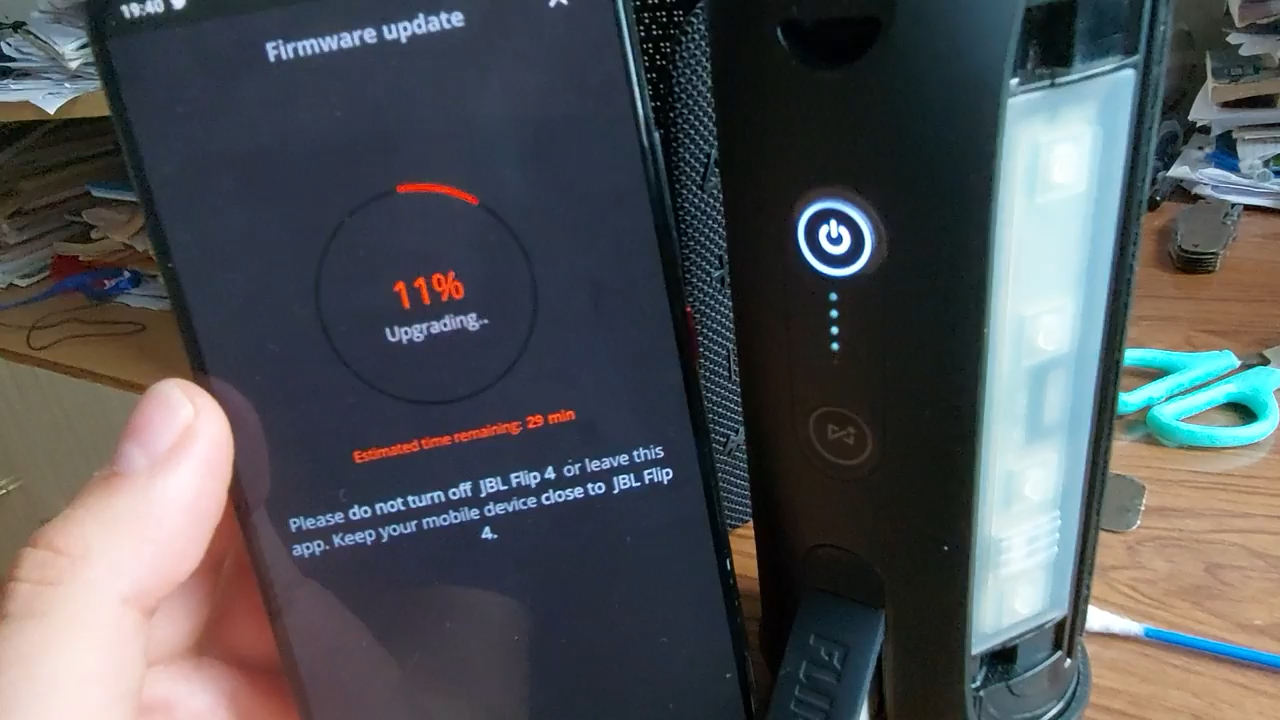 19:40
Firmware update
11%
Upgrading..
Estimated time remaining: 29 min
Please do not turn off JBL Flip 4 or leave this
app. Keep your mobile device close to JBL Flip
4.
FLIP